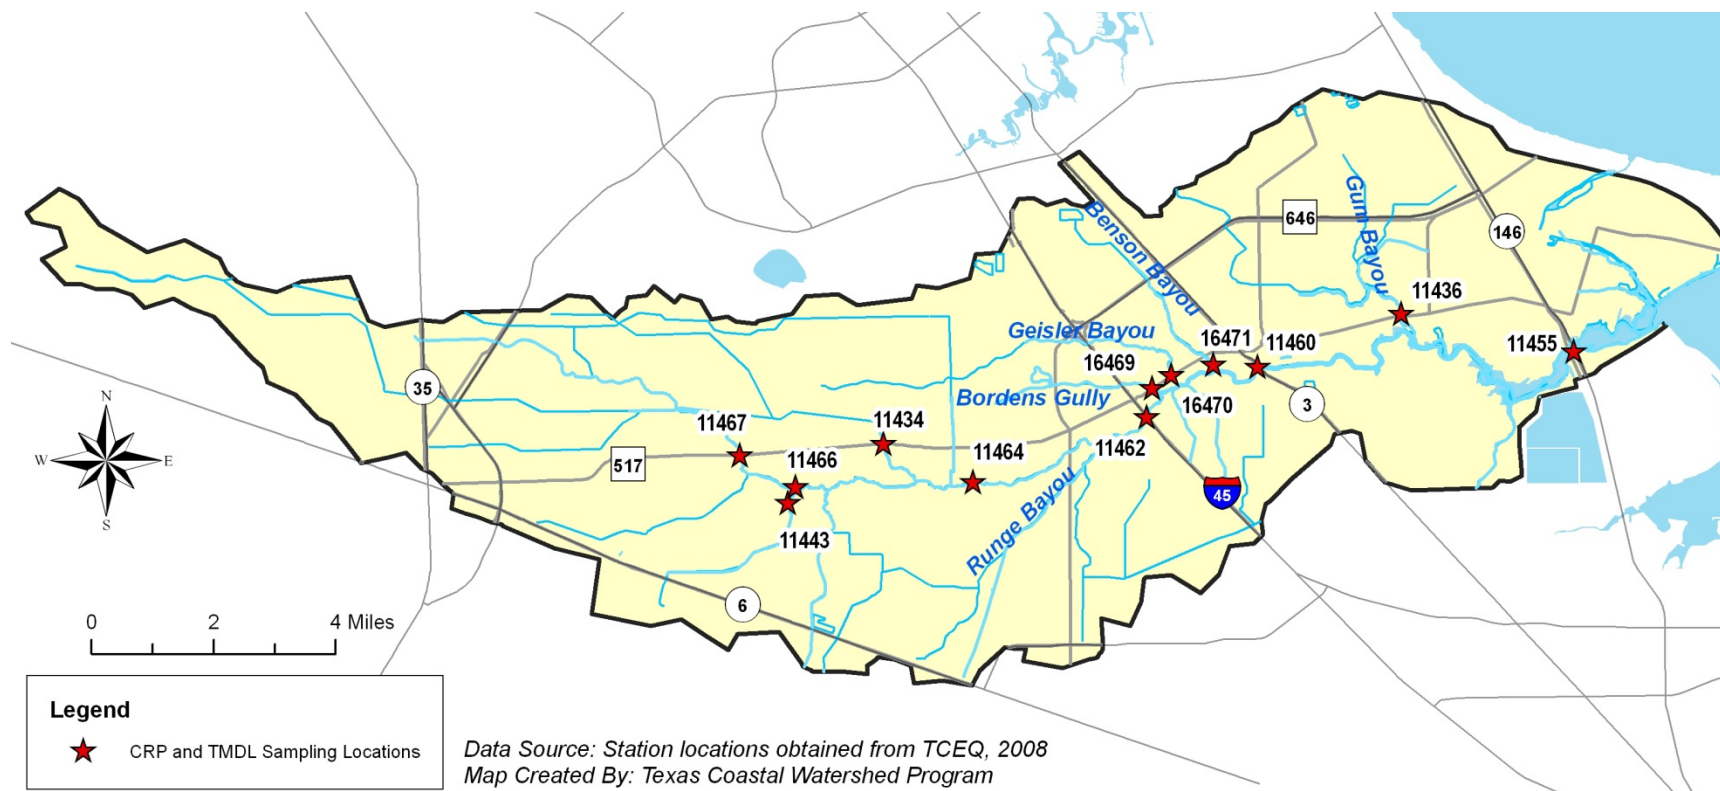 646
146
Gum Bayou
Benson Bayou
11436
Geisler Bayou
16471
11460
11455
16469
35
Bordens Gully
16470
3
11467
11434
11462
N
W
E
S
517
11466
11464
45
Runge Bayou
11443
6
0 2 4 Miles
Legend
CRP and TMDL Sampling Locations
Data Source: Station locations obtained from TCEQ, 2008
Map Created By: Texas Coastal Watershed Program